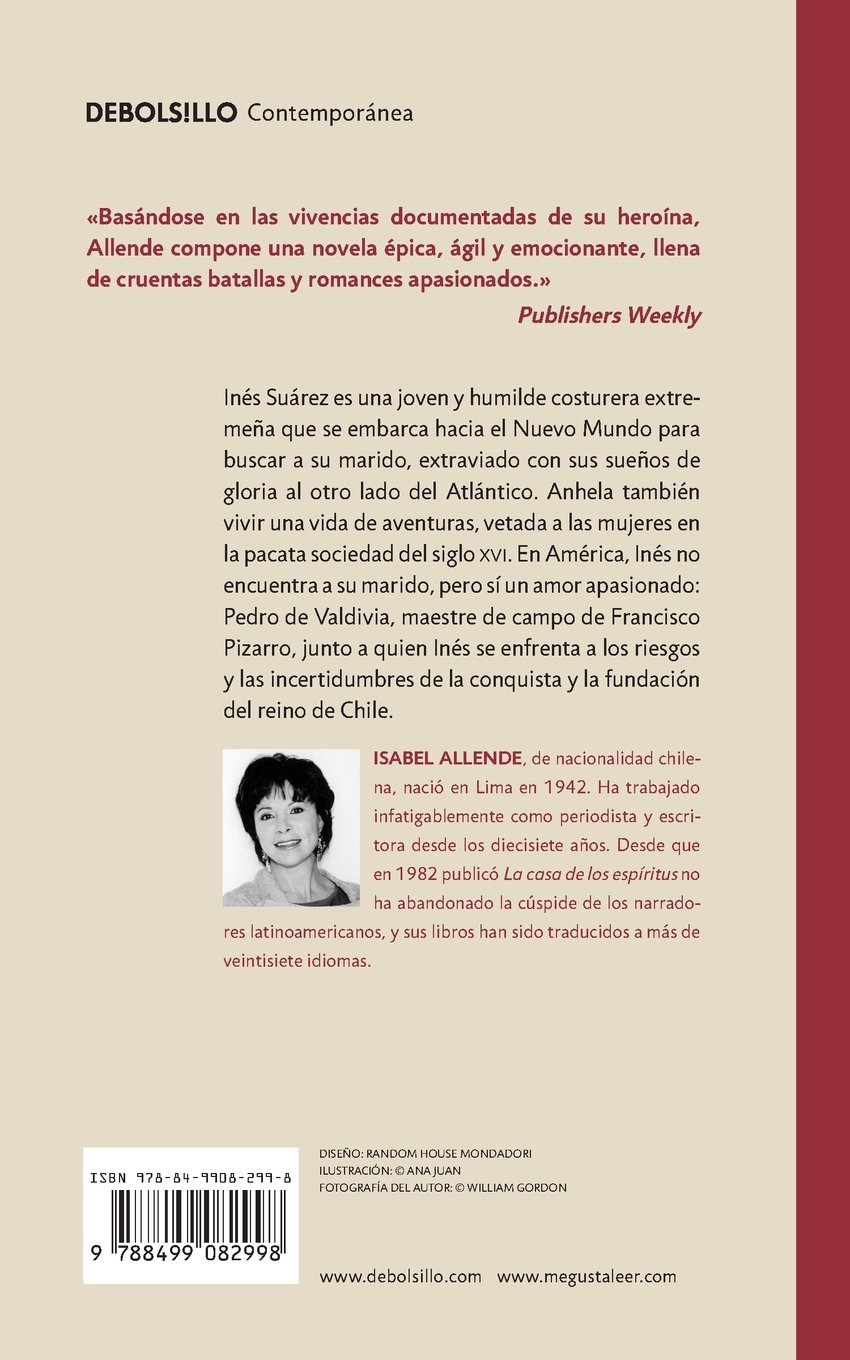 DEBOLS!LLO Contemporánea
«Basándose en las vivencias documentadas de su heroína,
Allende compone una novela épica, ágil y emocionante, llena
de cruentas batallas y romances apasionados.»
Publishers Weekly
Inés Suárez es una joven y humilde costurera extre-
meña que se embarca hacia el Nuevo Mundo para
buscar a su marido, extraviado con sus sueños de
gloria al otro lado del Atlántico. Anhela también
vivir una vida de aventuras, vetada a las mujeres en
la pacata sociedad del siglo XVI. En América, Inés no
encuentra a su marido, pero sí un amor apasionado:
Pedro de Valdivia, maestre de campo de Francisco
Pizarro, junto a quien Inés se enfrenta a los riesgos
y las incertidumbres de la conquista y la fundación
del reino de Chile.
ISABEL ALLENDE, de nacionalidad chile-
na, nació en Lima en 1942. Ha trabajado
infatigablemente como periodista y escri-
tora desde los diecisiete años. Desde que
en 1982 publicó La casa de los espíritus no
ha abandonado la cúspide de los narrado-
res latinoamericanos, y sus libros han sido traducidos a más de
veintisiete idiomas.
ISBN 978-84-9908-299-8
9 788499 082998
DISEÑO: RANDOM HOUSE MONDADORI
ILUSTRACIÓN: © ANA JUAN
FOTOGRAFÍA DEL AUTOR: © WILLIAM GORDON
www.debolsillo.com www.megustaleer.com